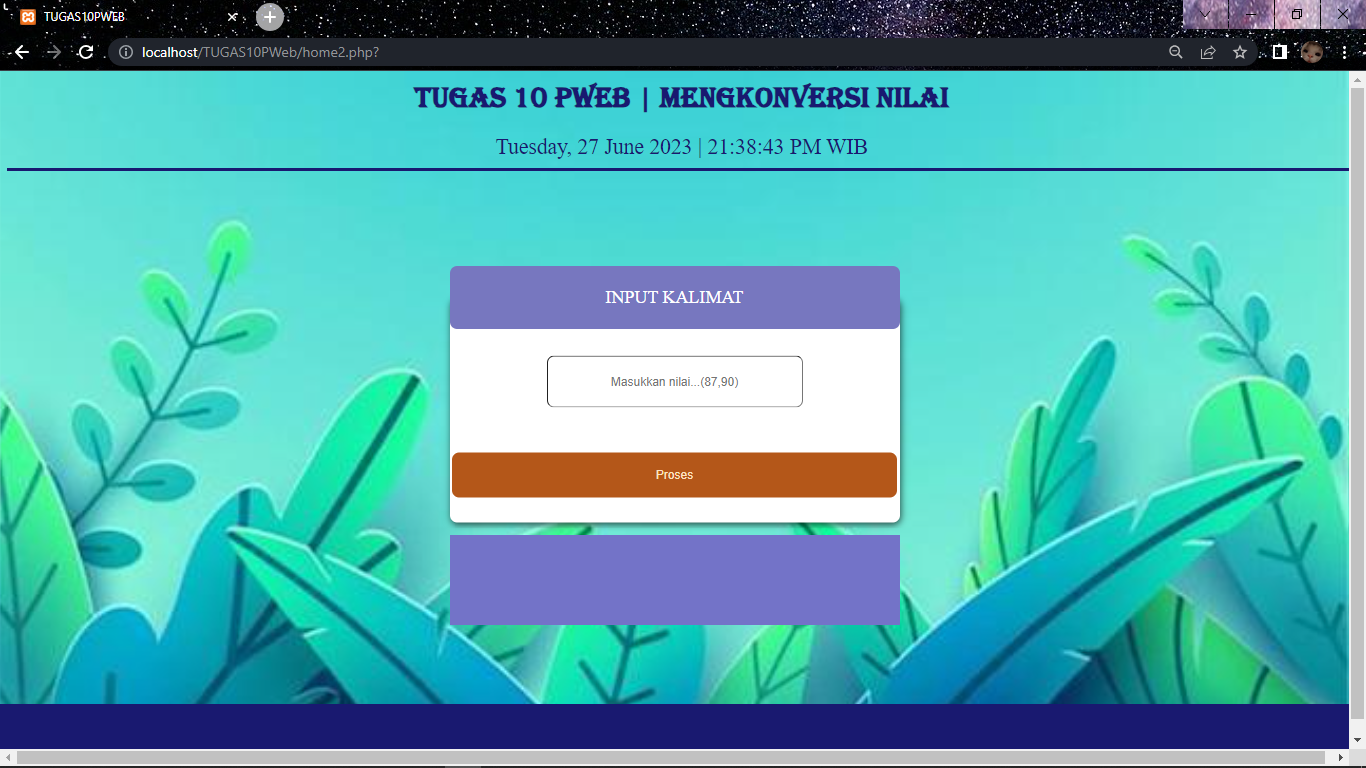 TUGAS10PWEB
localhost/TUGAS10PWeb/home2.php?
TUGAS 10 PWEB | MENGKONVERSI NILAI
Tuesday, 27 June 2023 | 21:38:43 PM WIB
INPUT KALIMAT
Masukkan nilai...(87,90)
Proses